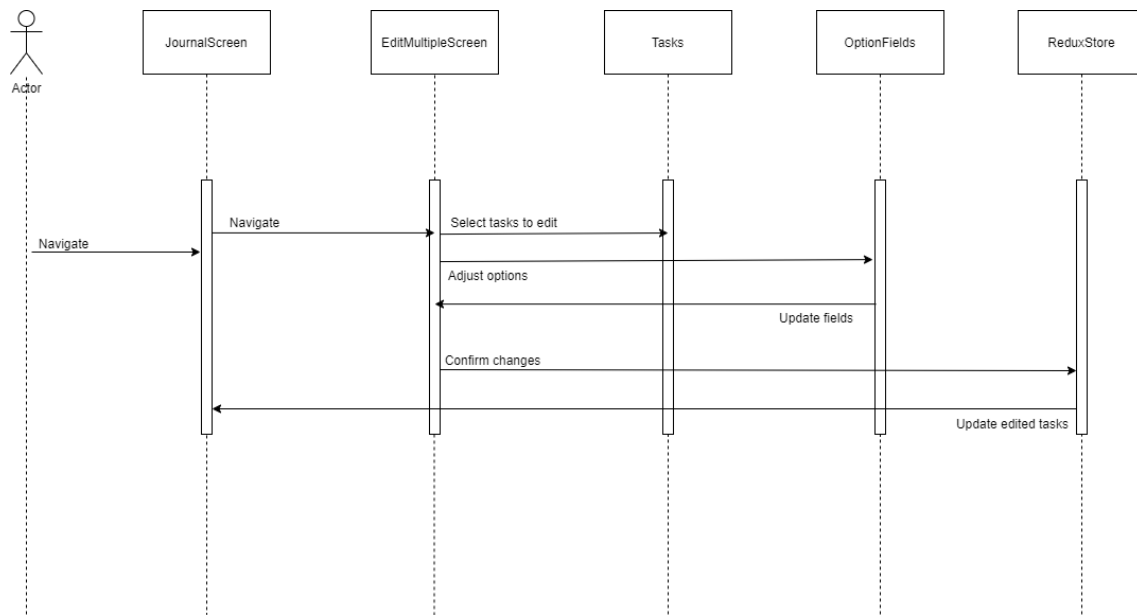 JournalScreen
EditMultipleScreen
Tasks
OptionFields
ReduxStore
Actor
Navigate
Select tasks to edit
Navigate
Adjust options
Update fields
Confirm changes
Update edited tasks